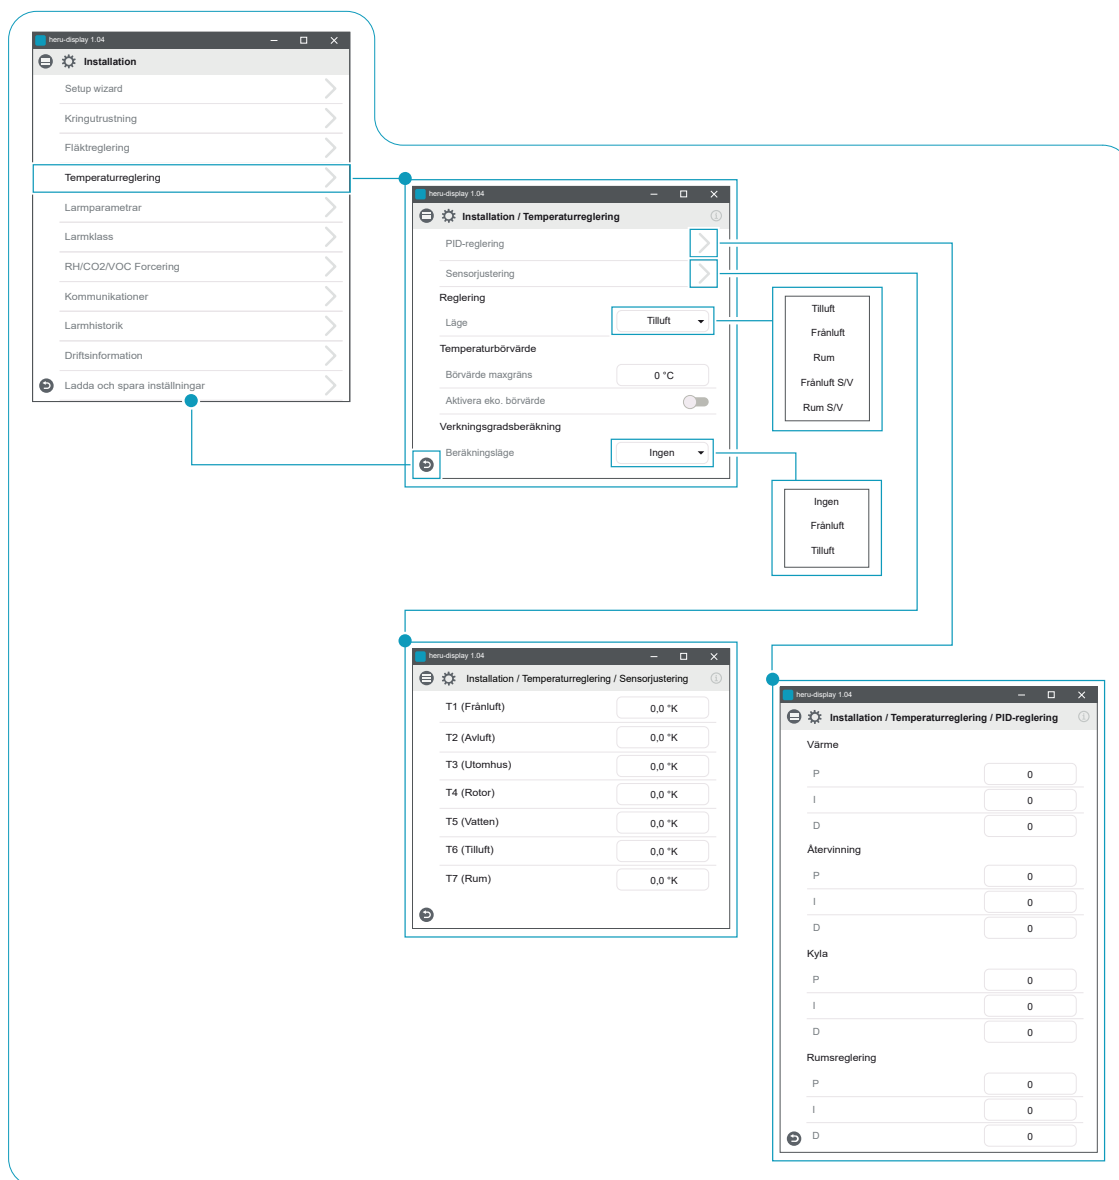 heru-display 1.04
Installation
Setup wizard
Kringutrustning
Fläktreglering
Temperaturreglering
Larmparametrar
Larmklass
RH/CO2/VOC Forcering
Kommunikationer
Larmhistorik
Driftsinformation
Ladda och spara inställningar
heru-display 1.04
Installation / Temperaturreglering
PID-reglering
Sensorjustering
Reglering
Läge Tilluft
Temperaturbörvärde
Börvärde maxgräns 0 °C
Aktivera eko. börvärde
Verkningsgradsberäkning
Beräkningsläge Ingen
Tilluft
Frånluft
Rum
Frånluft S/V
Rum S/V
Ingen
Frånluft
Tilluft
heru-display 1.04
Installation / Temperaturreglering / Sensorjustering
T1 (Frånluft) 0,0 °K
T2 (Avluft) 0,0 °K
T3 (Utomhus) 0,0 °K
T4 (Rotor) 0,0 °K
T5 (Vatten) 0,0 °K
T6 (Tilluft) 0,0 °K
T7 (Rum) 0,0 °K
heru-display 1.04
Installation / Temperaturreglering / PID-reglering
Värme
P 0
I 0
D 0
Återvinning
P 0
I 0
D 0
Kyla
P 0
I 0
D 0
Rumsreglering
P 0
I 0
D 0